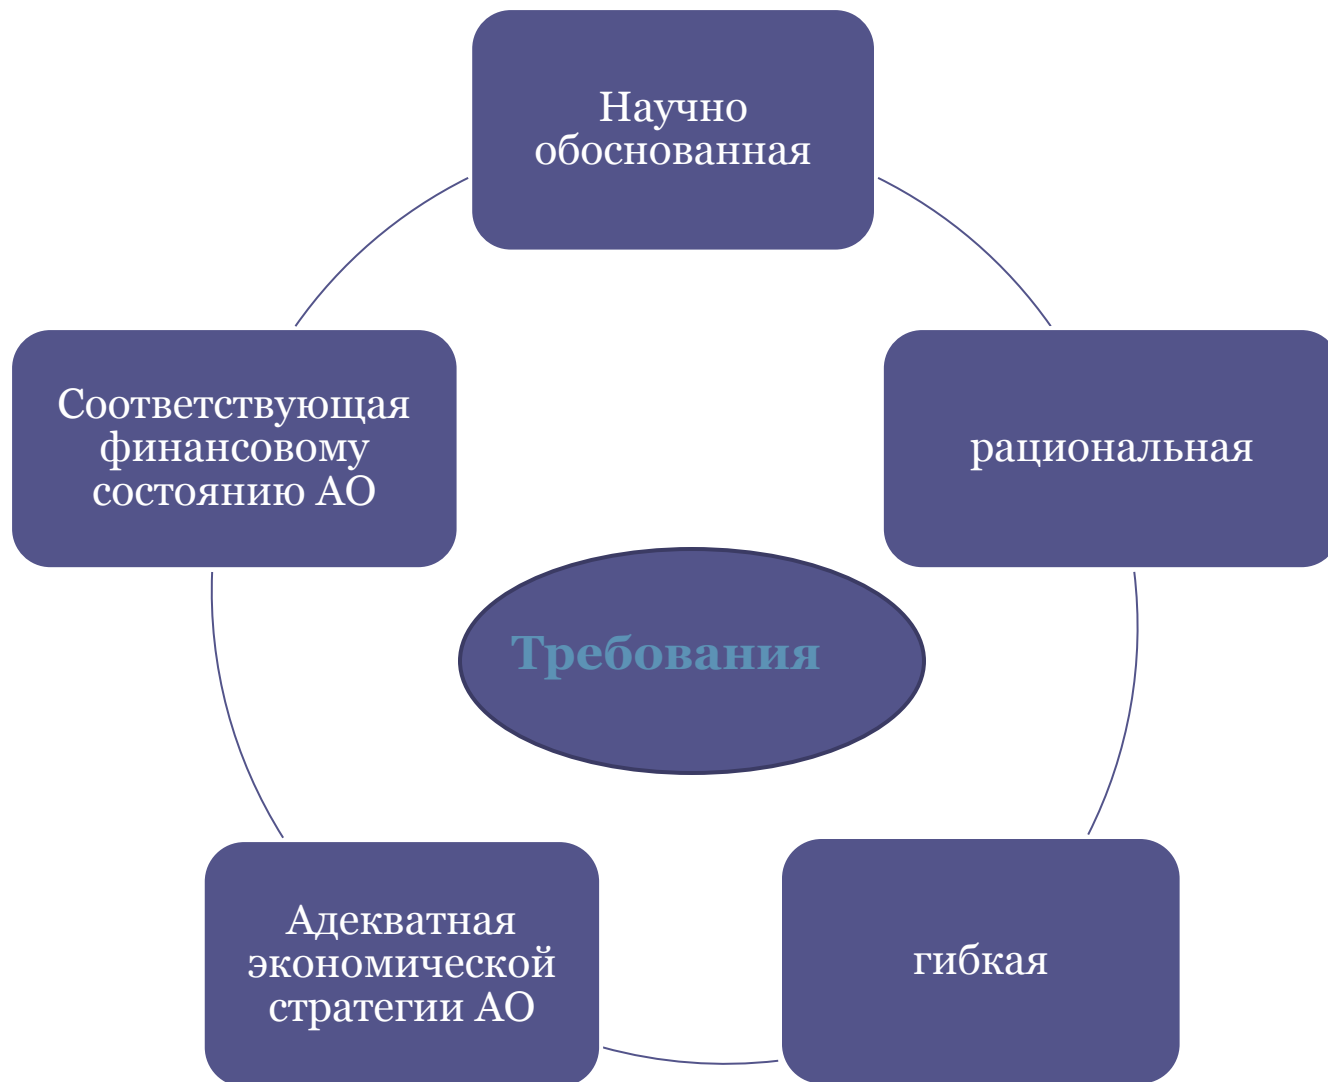 Научно
обоснованная
рациональная
гибкая
Адекватная
экономической
стратегии АО
Соответствующая
финансовому
состоянию АО
Требования